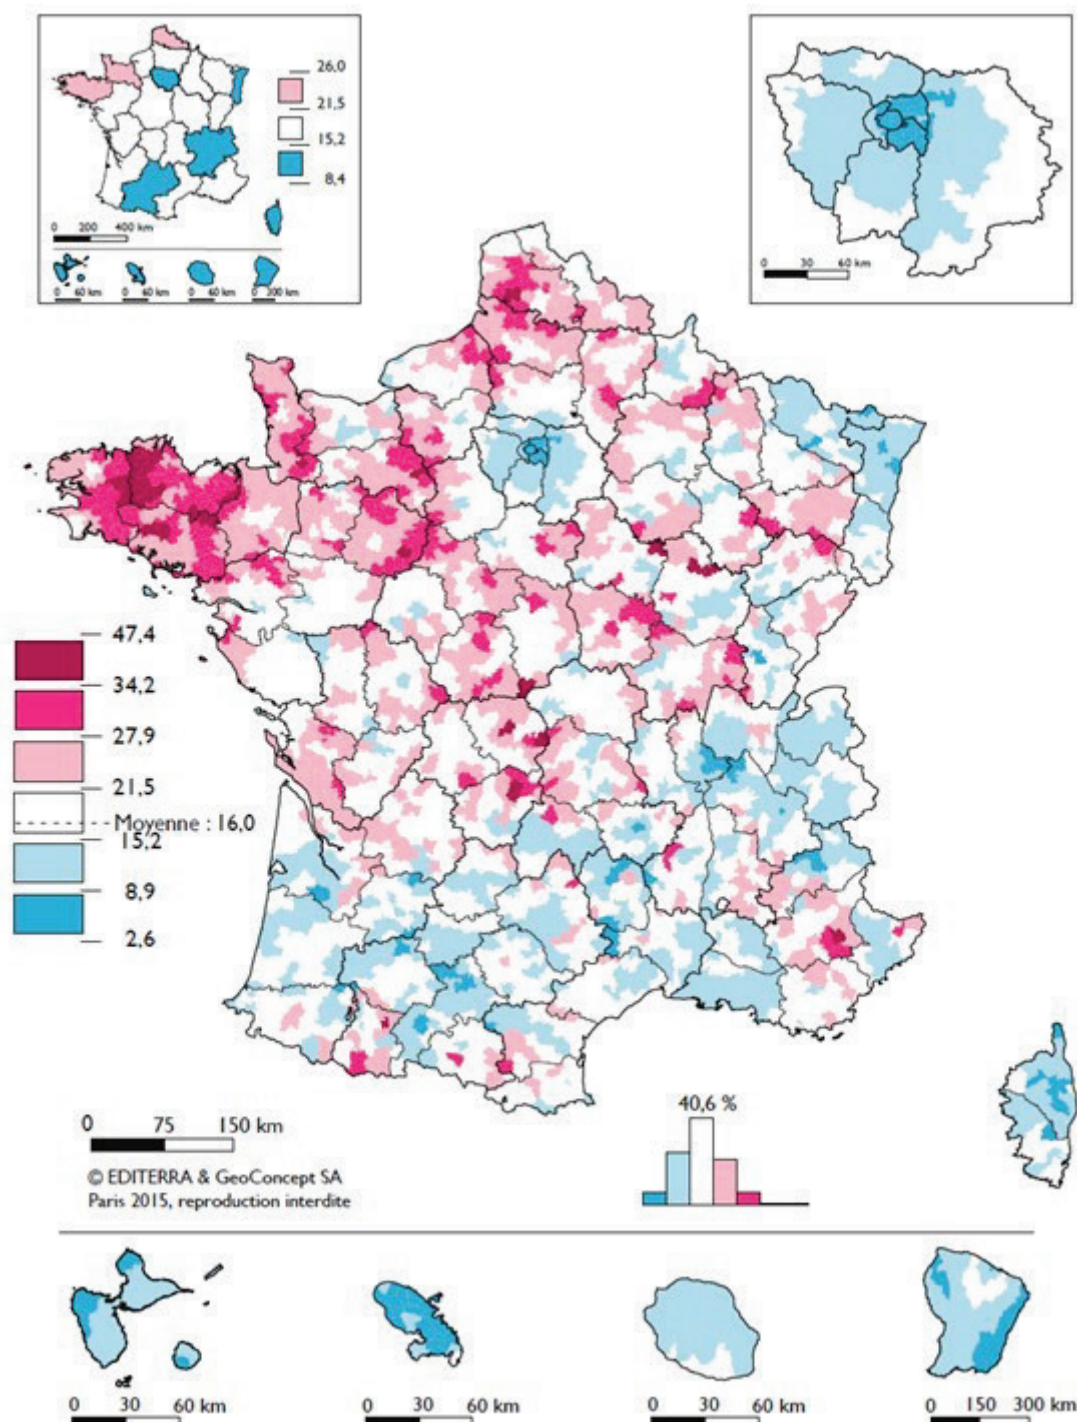 26,0
21,5
15,2
8,4
0 200 400 km
0 60 km
0 60 km
0 60 km
0 200 km
0 30 60 km
47,4
34,2
27,9
21,5
Moyenne : 16,0
15,2
8,9
2,6
0 75 150 km
© EDITERRA & GeoConcept SA
Paris 2015, reproduction interdite
40,6 %
0 30 60 km
0 30 60 km
0 30 60 km
0 150 300 km